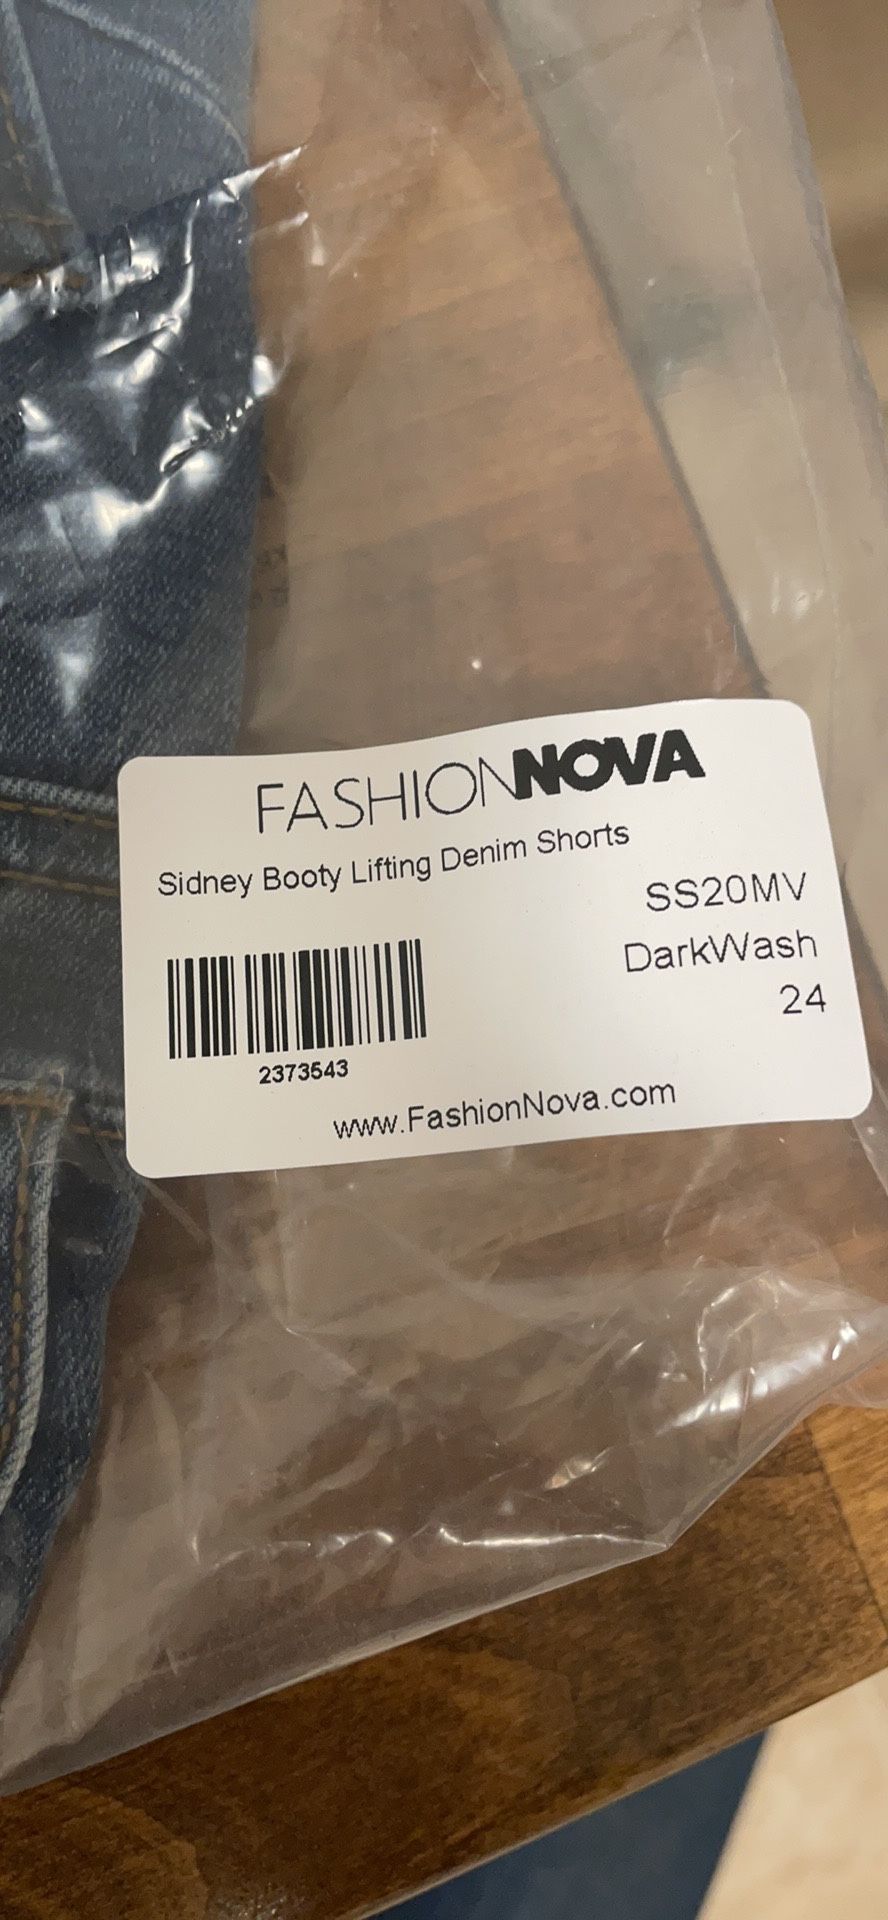 FASHIONNOVA
Sidney Booty Lifting Denim Shorts
SS20MV
DarkWash
24
2373543
www.FashionNova.com